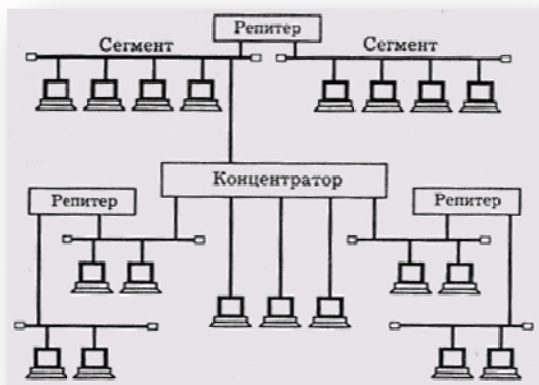 Репитер
Сегмент
Сегмент
Концентратор
Репитер
Репитер